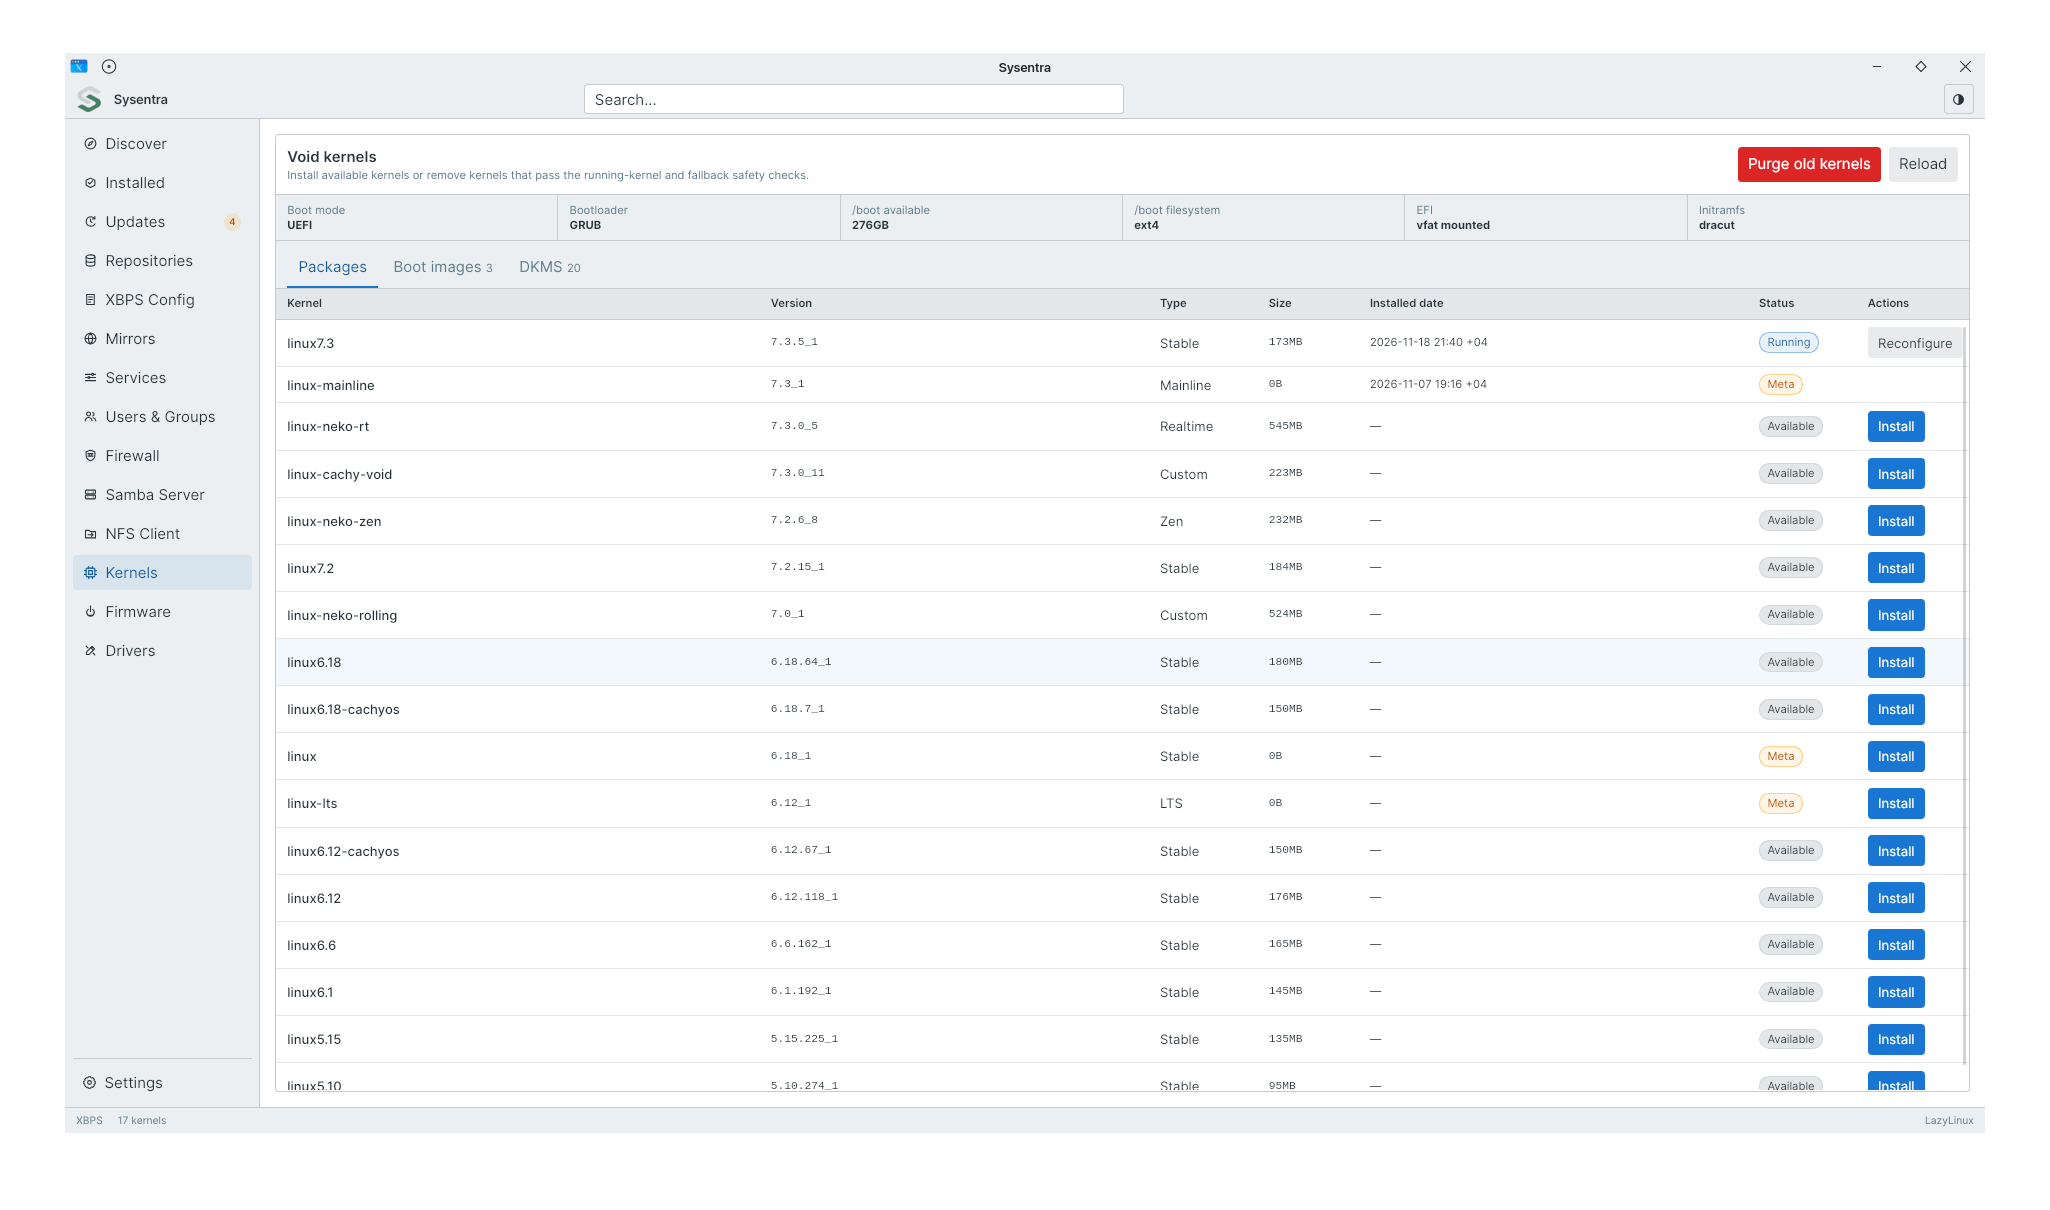 Sysentra
Sysentra
Search...
Discover
Installed
Updates 4
Repositories
XBPS Config
Mirrors
Services
Users & Groups
Firewall
Samba Server
NFS Client
Kernels
Firmware
Drivers
Settings
Void kernels
Install available kernels or remove kernels that pass the running-kernel and fallback safety checks.
Purge old kernels Reload
Boot mode Bootloader /boot available /boot filesystem EFI Initramfs
UEFI GRUB 276GB ext4 vfat mounted dracut
Packages Boot images 3 DKMS 20
Kernel Version Type Size Installed date Status Actions
linux7.3 7.3.5_1 Stable 173MB 2026-11-18 21:40 +04 Running Reconfigure
linux-mainline 7.3_1 Mainline 0B 2026-11-07 19:16 +04 Meta
linux-neko-rt 7.3.0_5 Realtime 545MB — Available Install
linux-cachy-void 7.3.0_11 Custom 223MB — Available Install
linux-neko-zen 7.2.6_8 Zen 232MB — Available Install
linux7.2 7.2.15_1 Stable 184MB — Available Install
linux-neko-rolling 7.0_1 Custom 524MB — Available Install
linux6.18 6.18.64_1 Stable 180MB — Available Install
linux6.18-cachyos 6.18.7_1 Stable 150MB — Available Install
linux 6.18_1 Stable 0B — Meta Install
linux-lts 6.12_1 LTS 0B — Meta Install
linux6.12-cachyos 6.12.67_1 Stable 150MB — Available Install
linux6.12 6.12.118_1 Stable 176MB — Available Install
linux6.6 6.6.162_1 Stable 165MB — Available Install
linux6.1 6.1.192_1 Stable 145MB — Available Install
linux5.15 5.15.225_1 Stable 135MB — Available Install
linux5.10 5.10.274_1 Stable 95MB — Available Install
XBPS 17 kernels LazyLinux